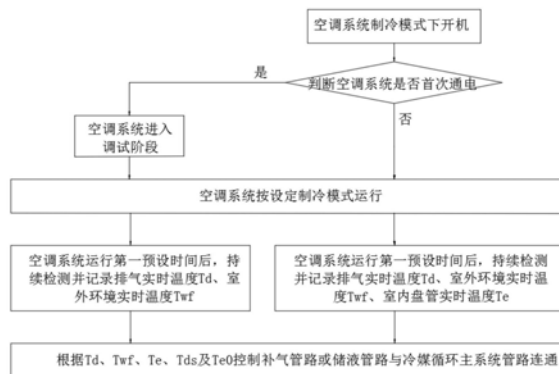 空调系统制冷模式下开机
判断空调系统是否首次通电
是
否
空调系统进入
调试阶段
空调系统按设定制冷模式运行
空调系统运行第一预设时间后，持
续检测并记录排气实时温度Td、室
外环境实时温度Twf
空调系统运行第一预设时间后，持续检测
并记录排气实时温度Td、室外环境实时温
度Twf、室内盘管实时温度Te
根据Td、Twf、Te、Tds及Te0控制补气管路或储液管路与冷媒循环主系统管路连通